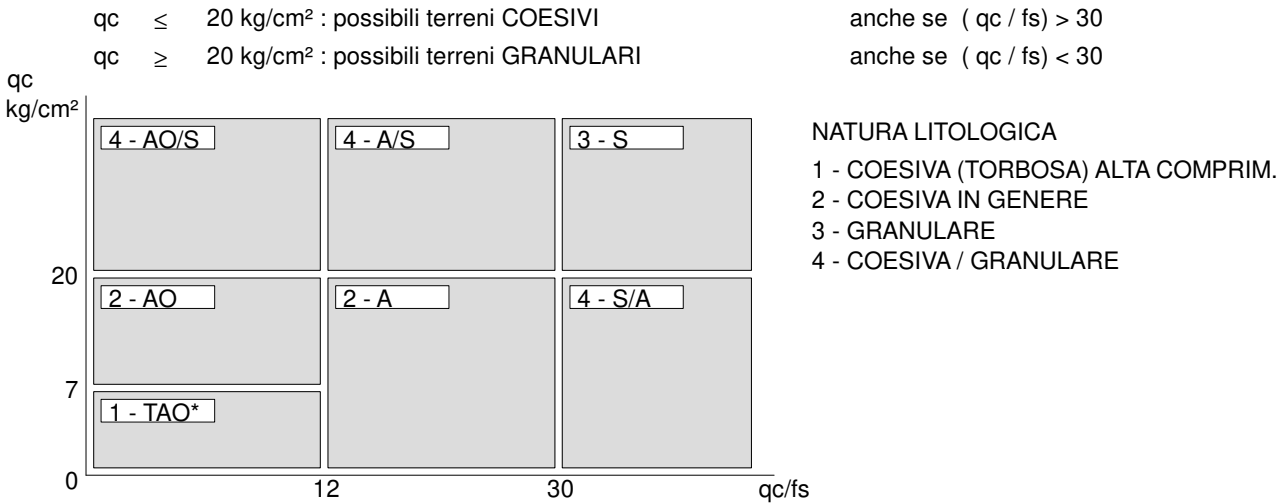 qc ≤ 20 kg/cm² : possibili terreni COESIVI anche se ( qc / fs) > 30
qc ≥ 20 kg/cm² : possibili terreni GRANULARI anche se ( qc / fs) < 30
qc
kg/cm²
4 - AO/S 4 - A/S 3 - S
NATURA LITOLOGICA
1 - COESIVA (TORBOSA) ALTA COMPRIM.
2 - COESIVA IN GENERE
3 - GRANULARE
4 - COESIVA / GRANULARE
20
2 - AO 2 - A 4 - S/A
7
1 - TAO*
0
12 30 qc/fs